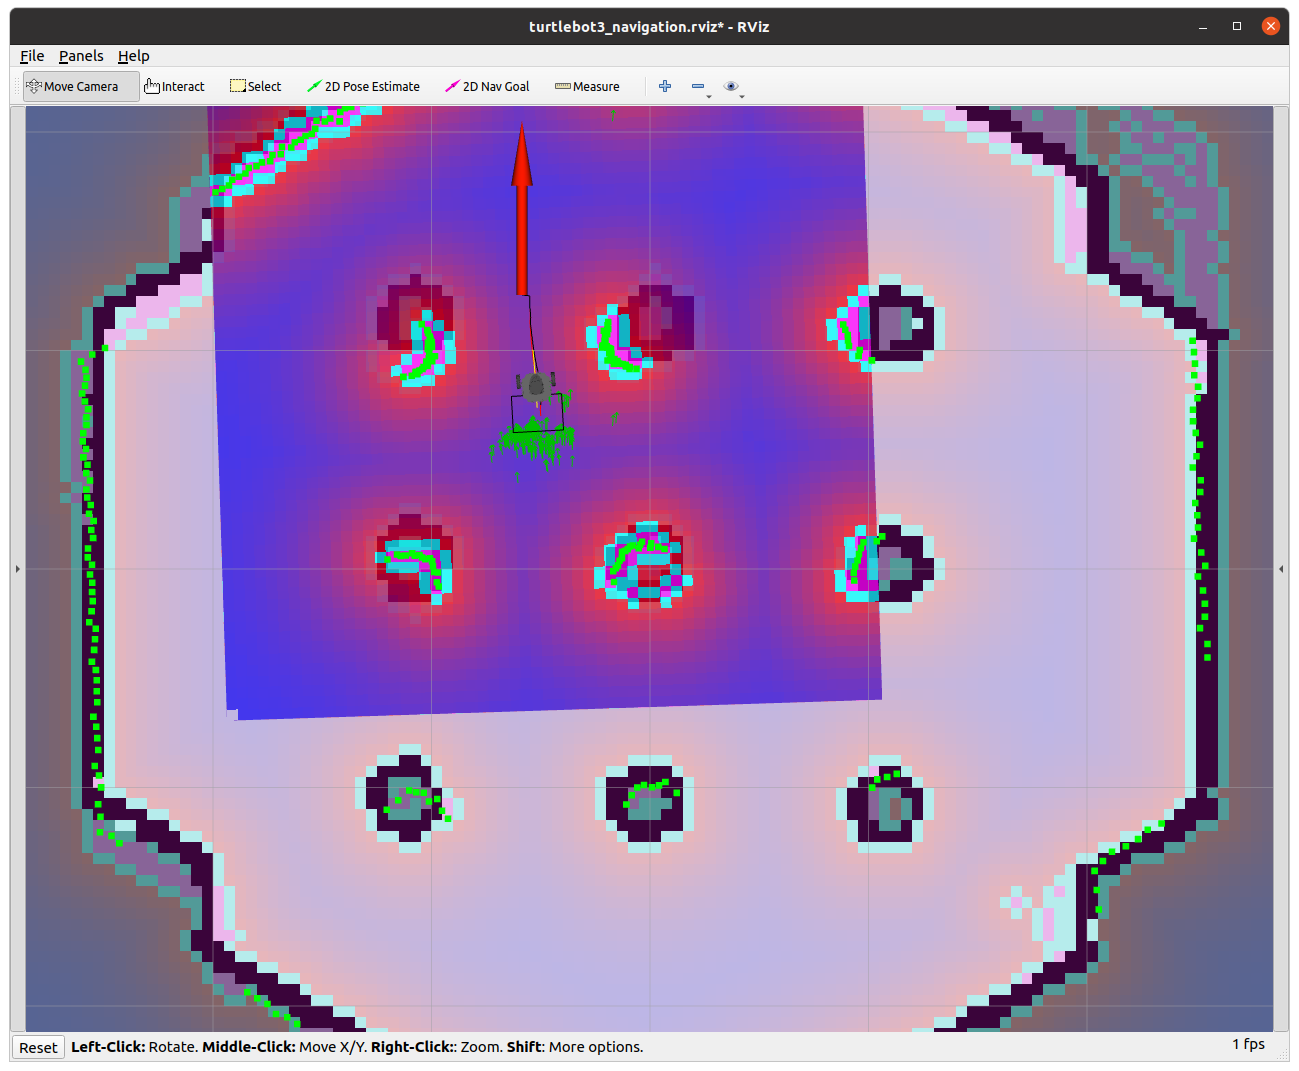 turtlebot3_navigation.rviz* - RViz
File Panels Help
Move Camera Interact Select 2D Pose Estimate 2D Nav Goal Measure
Reset Left-Click: Rotate. Middle-Click: Move X/Y. Right-Click:: Zoom. Shift: More options. 1 fps